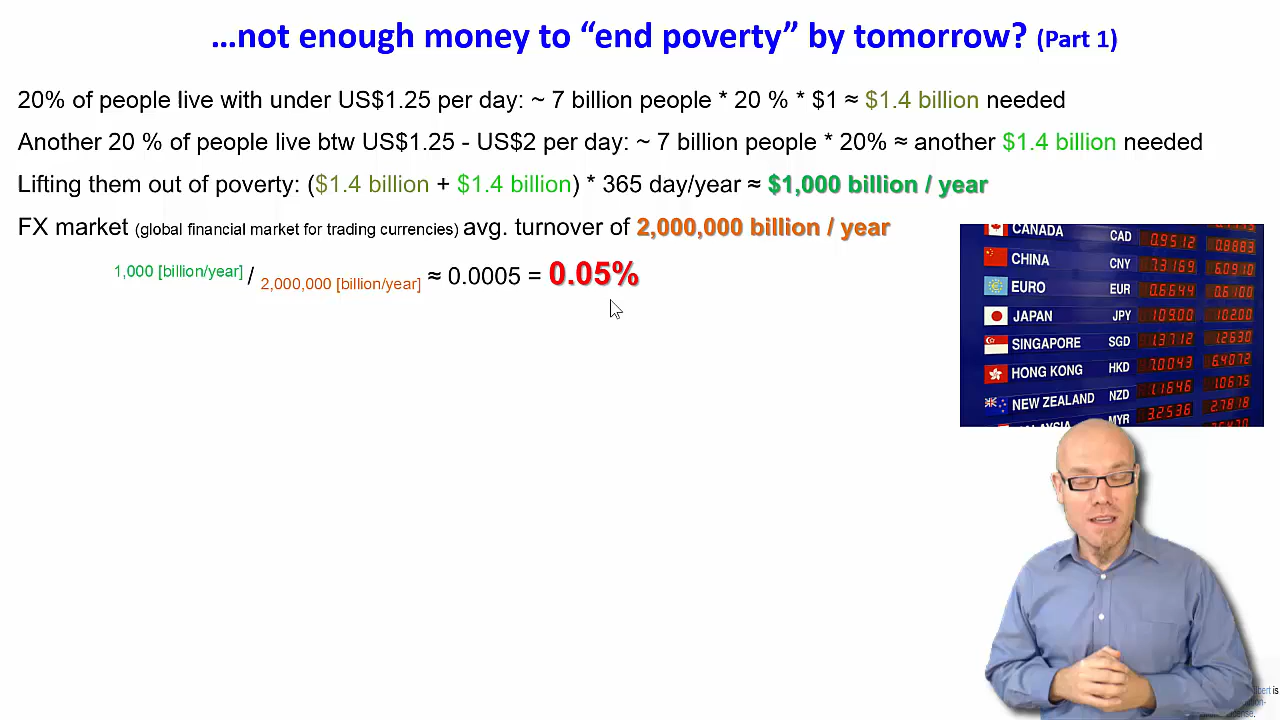 …not enough money to “end poverty” by tomorrow? (Part 1)
20% of people live with under US$1.25 per day: ~ 7 billion people * 20 % * $1 ≈ $1.4 billion needed
Another 20 % of people live btw US$1.25 - US$2 per day: ~ 7 billion people * 20% ≈ another $1.4 billion needed
Lifting them out of poverty: ($1.4 billion + $1.4 billion) * 365 day/year ≈ $1,000 billion / year
FX market (global financial market for trading currencies) avg. turnover of 2,000,000 billion / year
1,000 [billion/year] / 2,000,000 [billion/year] ≈ 0.0005 = 0.05%
CANADA CAD 0.9512 0.8883
CHINA CNY 7.3169 6.0910
EURO EUR 0.6644 0.6100
JAPAN JPY 109.00 102.00
SINGAPORE SGD 1.3712 1.2630
HONG KONG HKD 7.0043 6.4072
NEW ZEALAND NZD 1.1646 1.0675
MYR 3.2536 2.7818
is